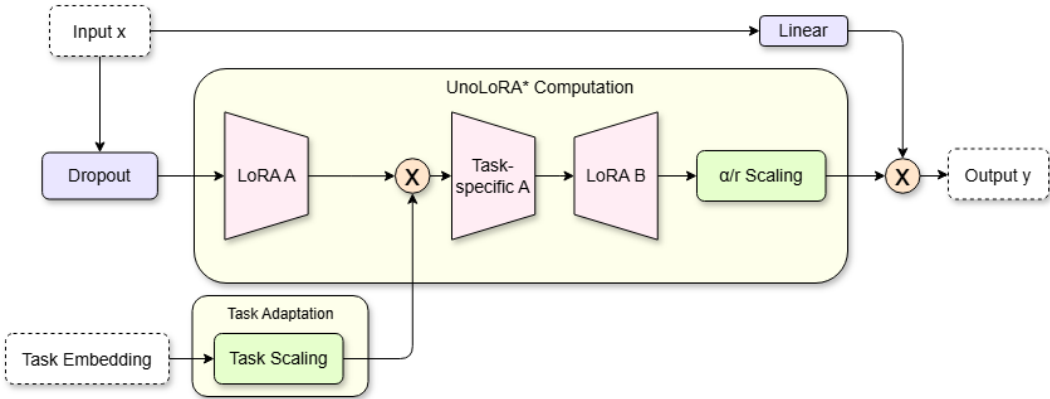 Input x
Linear
UnoLoRA* Computation
Dropout
LoRA A
X
Task-
specific A
LoRA B
α/r Scaling
X
Output y
Task Adaptation
Task Embedding
Task Scaling